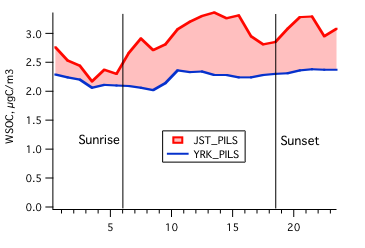 WSOC, µgC/m3
3.0
2.5
2.0
1.5
1.0
0.5
0.0
Sunrise
Sunset
JST_PILS
YRK_PILS
5
10
15
20